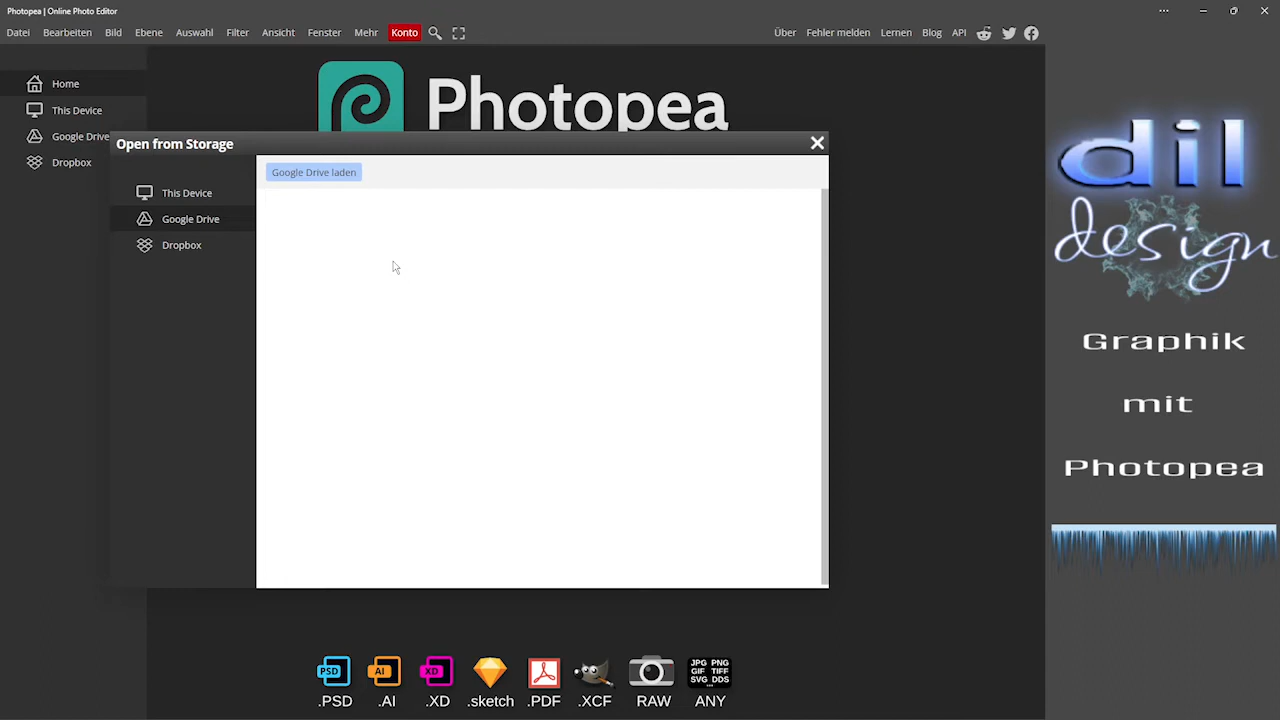 Photopea | Online Photo Editor
Datei Bearbeiten Bild Ebene Auswahl Filter Ansicht Fenster Mehr Konto Über Fehler melden Lernen Blog API
Home
This Device
Google Drive
Dropbox
Photopea
Open from Storage
Google Drive laden
This Device
Google Drive
Dropbox
dil
design
Graphik
mit
Photopea
PSD AI XD JPG PNG
GIF TIFF
SVG DDS
.PSD .AI .XD .sketch .PDF .XCF RAW ANY